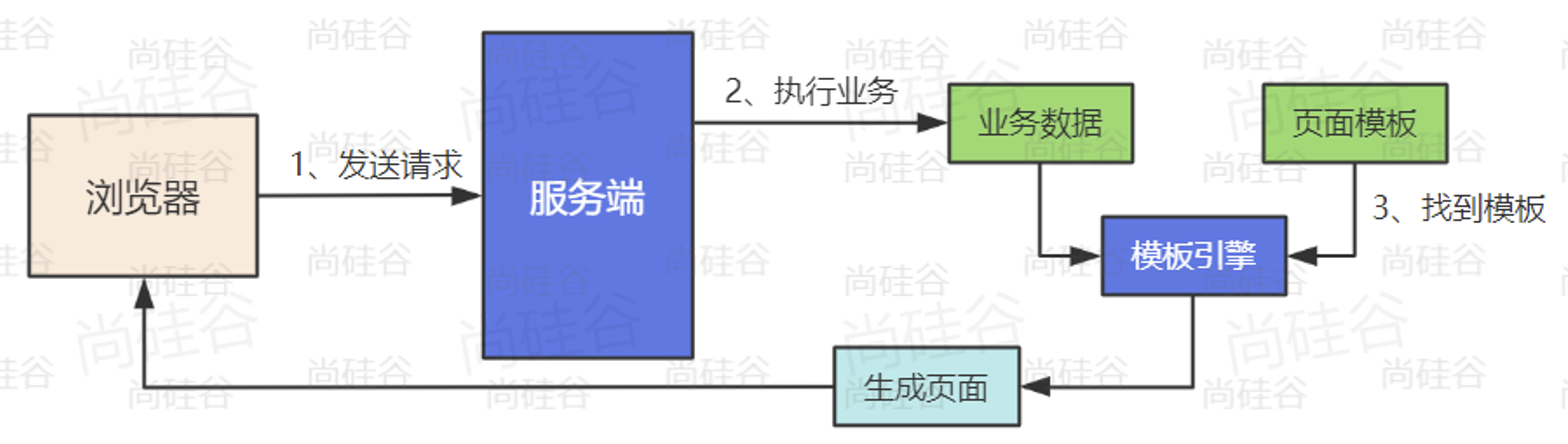 浏览器
1、发送请求
服务端
2、执行业务
业务数据
页面模板
3、找到模板
模板引擎
生成页面
尚硅谷